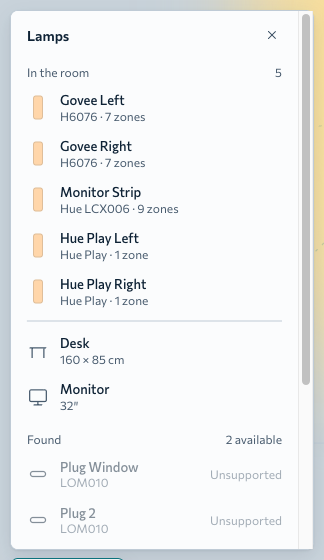 Lamps
In the room 5
Govee Left
H6076 · 7 zones
Govee Right
H6076 · 7 zones
Monitor Strip
Hue LCX006 · 9 zones
Hue Play Left
Hue Play · 1 zone
Hue Play Right
Hue Play · 1 zone
Desk
160 × 85 cm
Monitor
32″
Found 2 available
Plug Window
LOM010
Unsupported
Plug 2
LOM010
Unsupported